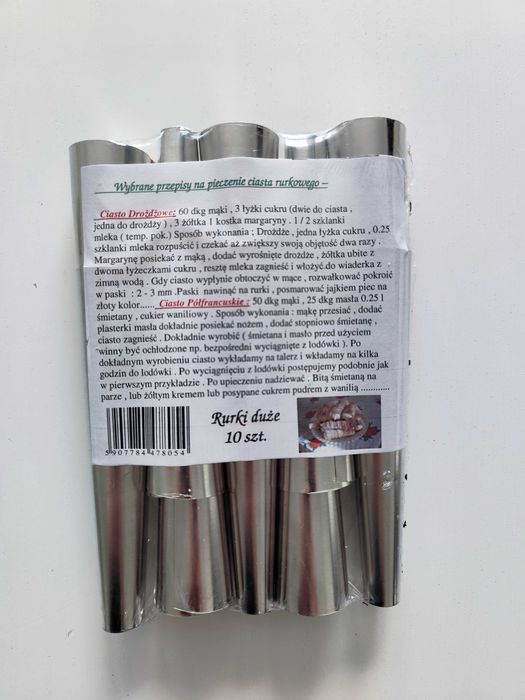 Wybrane przepisy na pieczenie ciasta rurkowego –
Ciasto Drożdżowe: 60 dkg mąki , 3 łyżki cukru (dwie do ciasta ,
jedna do drożdży ) , 3 żółtka 1 kostka margaryny . 1 / 2 szklanki
mleka ( temp. pok.) Sposób wykonania ; Drożdże , jedna łyżka cukru , 0.25
szklanki mleka rozpuścić i czekać aż zwiększy swoją objętość dwa razy .
Margarynę posiekać z mąką , dodać wyrośnięte drożdże , żółtka ubite z
dwoma łyżeczkami cukru , resztę mleka zagnieść i włożyć.do wiaderka z
zimną wodą . Gdy ciasto wypłynie obtoczyć w mące , rozwałkować pokroić
w paski : 2 - 3 mm .Paski nawinąć na rurki , posmarować jajkiem piec na
złoty kolor...... Ciasto Półfrancuskie : 50 dkg mąki , 25 dkg masła 0.25 l
śmietany , cukier waniliowy . Sposób wykonania : mąkę przesiać , dodać
plasterki masła dokładnie posiekać nożem , dodać stopniowo śmietanę ,
ciasto zagnieść . Dokładnie wyrobić ( śmietana i masło przed użyciem
winny być ochłodzone np. bezpośredni wyciągnięte z lodówki ). Po
dokładnym wyrobieniu ciasto wykładamy na talerz i wkładamy na kilka
godzin do lodówki . Po wyciągnięciu z lodówki postępujemy podobnie jak
w pierwszym przykładzie . Po upieczeniu nadziewać . Bitą śmietaną na
parze , lub żółtym kremem lub posypane cukrem pudrem z wanilią ............
Rurki duże
10 szt.
5 907784 478054